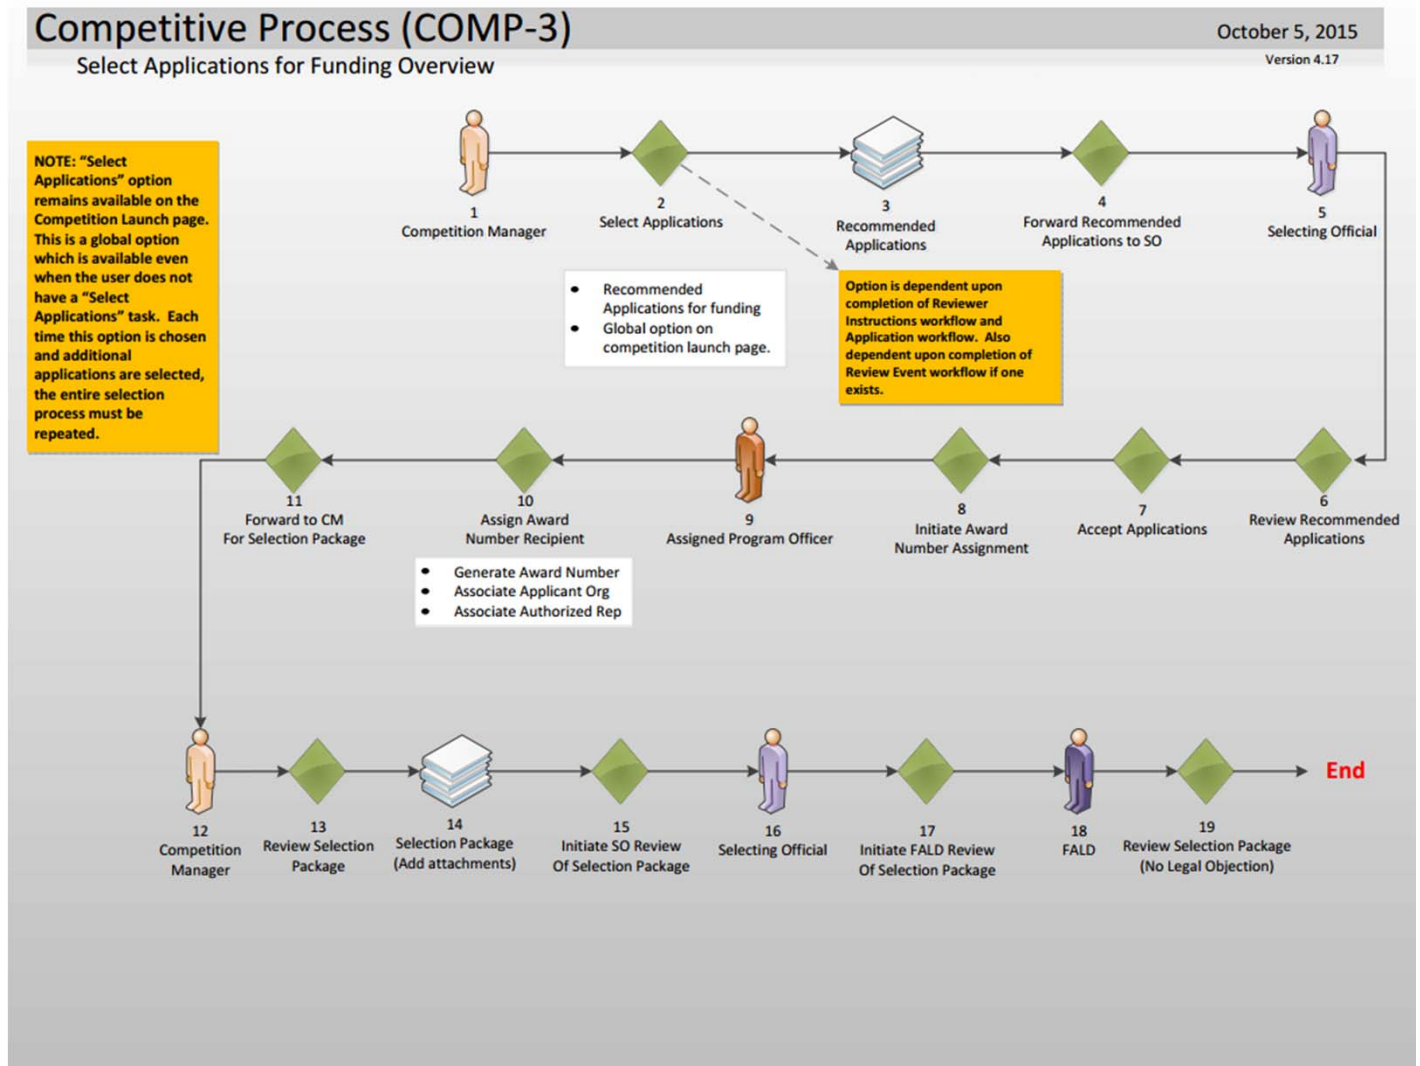 Competitive Process (COMP-3)
October 5, 2015
Select Applications for Funding Overview
Version 4.17
NOTE: “Select
Applications” option
remains available on the
Competition Launch page.
This is a global option
which is available even
when the user does not
have a “Select
Applications” task.  Each
time this option is chosen
and additional
applications are selected,
the entire selection
process must be
repeated.
1
Competition Manager
2
Select Applications
3
Recommended
Applications
4
Forward Recommended
Applications to SO
5
Selecting Official
• Recommended
Applications for funding
• Global option on
competition launch page.
Option is dependent upon
completion of Reviewer
Instructions workflow and
Application workflow.  Also
dependent upon completion of
Review Event workflow if one
exists.
6
Review Recommended
Applications
7
Accept Applications
8
Initiate Award
Number Assignment
9
Assigned Program Officer
10
Assign Award
Number Recipient
• Generate Award Number
• Associate Applicant Org
• Associate Authorized Rep
11
Forward to CM
For Selection Package
12
Competition
Manager
13
Review Selection
Package
14
Selection Package
(Add attachments)
15
Initiate SO Review
Of Selection Package
16
Selecting Official
17
Initiate FALD Review
Of Selection Package
18
FALD
19
Review Selection Package
(No Legal Objection)
End